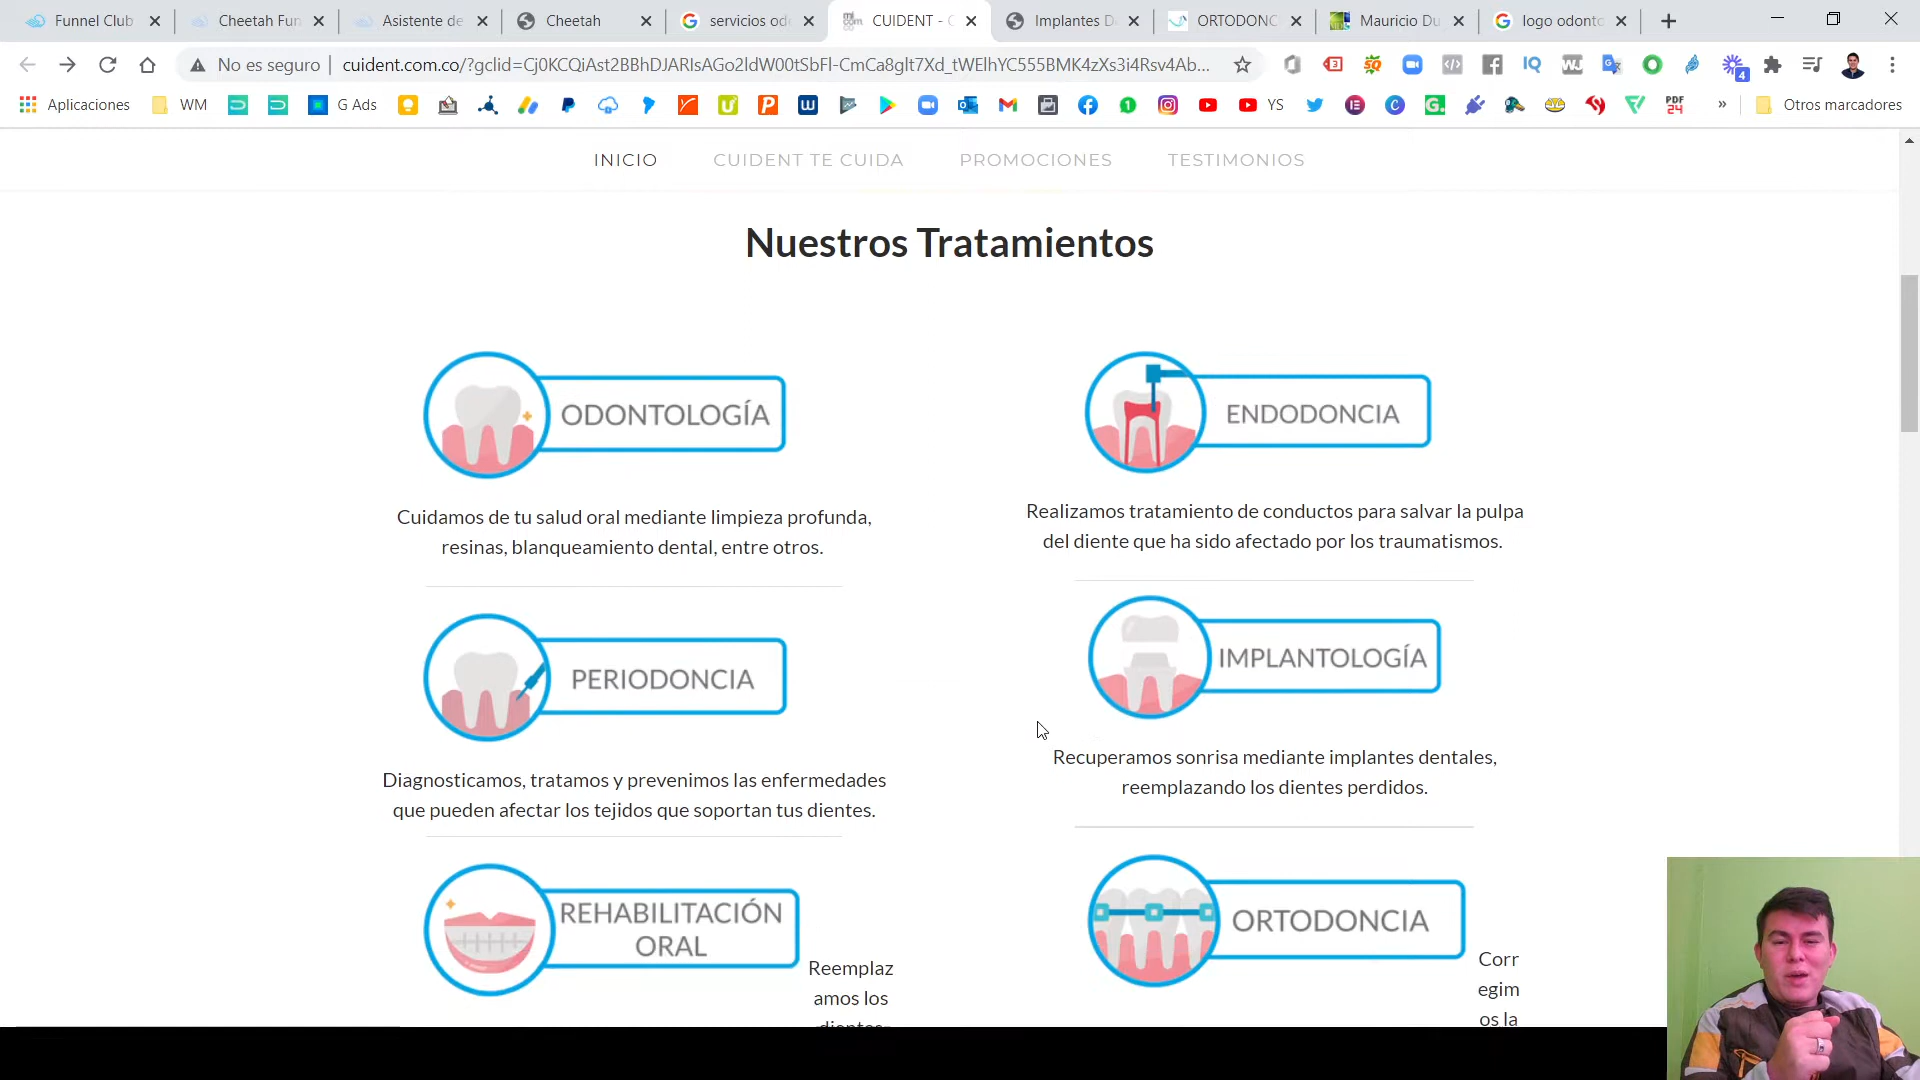 Funnel Club
Cheetah Fun
Asistente de
Cheetah
servicios odo
CUIDENT - C
Implantes D
ORTODONC
Mauricio Du
logo odonto
No es seguro
cuident.com.co/?gclid=Cj0KCQiAst2BBhDJARIsAGo2ldW00tSbFl-CmCa8glt7Xd_tWElhYC555BMK4zXs3i4Rsv4Ab...
Aplicaciones
WM
G Ads
YS
Otros marcadores
INICIO
CUIDENT TE CUIDA
PROMOCIONES
TESTIMONIOS
Nuestros Tratamientos
ODONTOLOGÍA
Cuidamos de tu salud oral mediante limpieza profunda,
resinas, blanqueamiento dental, entre otros.
ENDODONCIA
Realizamos tratamiento de conductos para salvar la pulpa
del diente que ha sido afectado por los traumatismos.
PERIODONCIA
Diagnosticamos, tratamos y prevenimos las enfermedades
que pueden afectar los tejidos que soportan tus dientes.
IMPLANTOLOGÍA
Recuperamos sonrisa mediante implantes dentales,
reemplazando los dientes perdidos.
REHABILITACIÓN
ORAL
Reemplaz
amos los
dientes
ORTODONCIA
Corr
egim
os la